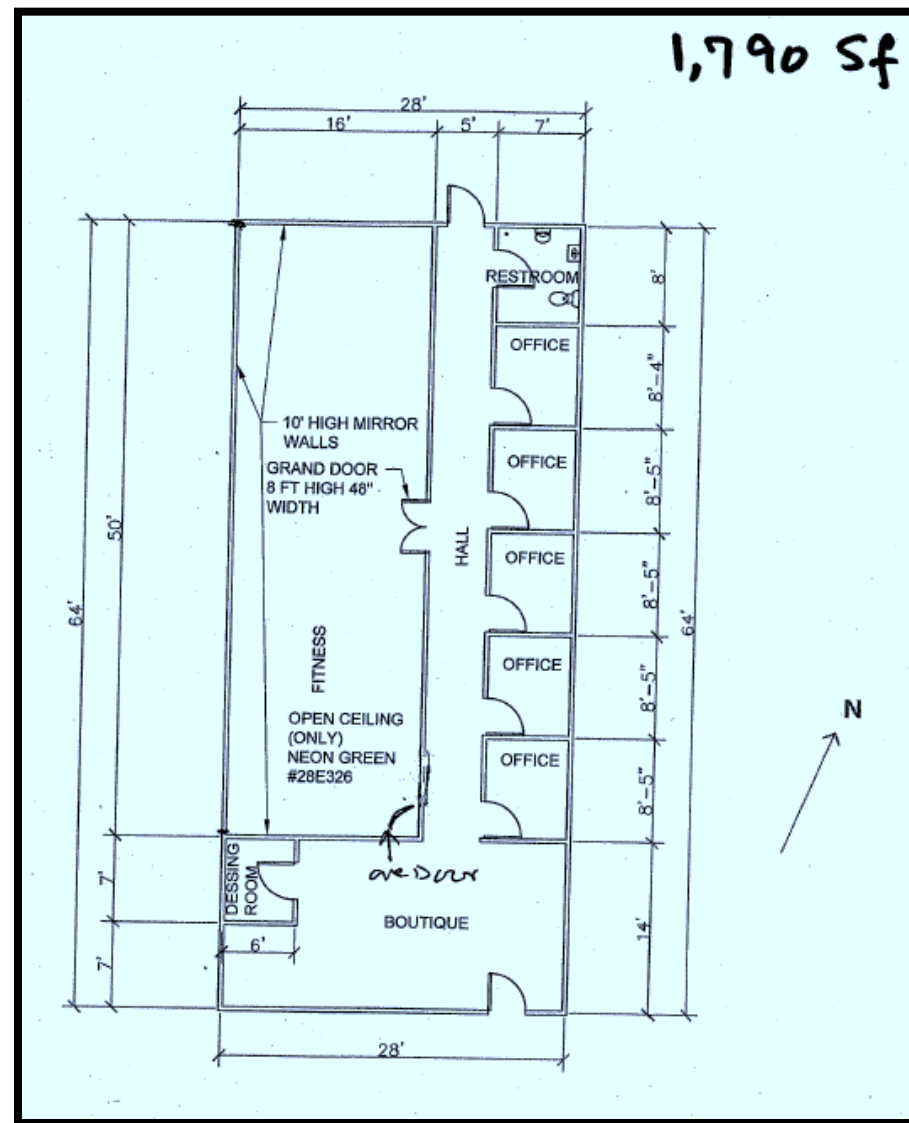 1,790 Sf
28'
16' 5' 7'
RESTROOM
8'
OFFICE
8'-4"
10' HIGH MIRROR
WALLS
GRAND DOOR
8 FT HIGH 48"
WIDTH
OFFICE
8'-5"
50'
HALL
OFFICE
8'-5"
64'
64'
FITNESS
OFFICE
8'-5"
N
OPEN CEILING
(ONLY)
NEON GREEN
#28E326
OFFICE
8'-5"
DESSING
ROOM
7'
BOUTIQUE
14'
6'
7'
28'